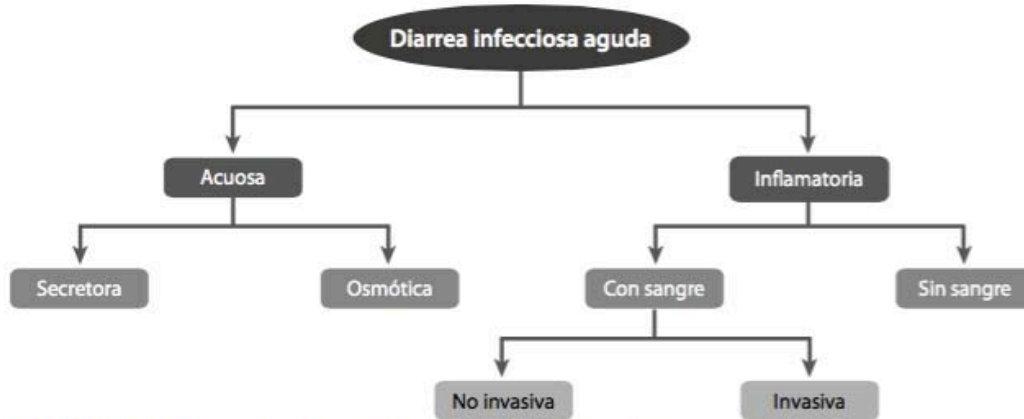 Diarrea infecciosa aguda
Acuosa
Inflamatoria
Secretora
Osmótica
Con sangre
Sin sangre
No invasiva
Invasiva